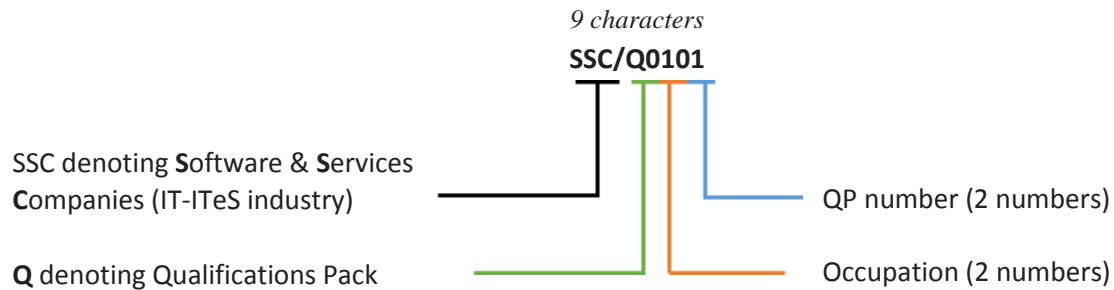 9 characters
SSC/Q0101
SSC denoting Software & Services
Companies (IT-ITeS industry)
QP number (2 numbers)
Q denoting Qualifications Pack
Occupation (2 numbers)